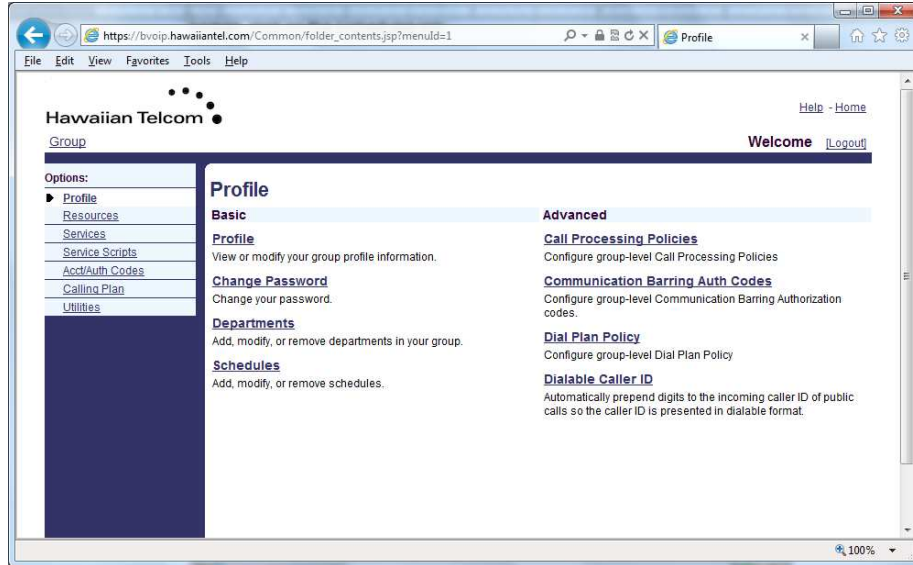 https://bvoip.hawaiiantel.com/Common/folder_contents.jsp?menuId=1
Profile
File Edit View Favorites Tools Help
Hawaiian Telcom
Help - Home
Group
Welcome [Logout]
Options:
Profile
Resources
Services
Service Scripts
Acct/Auth Codes
Calling Plan
Utilities
Profile
Basic
Profile
View or modify your group profile information.
Change Password
Change your password.
Departments
Add, modify, or remove departments in your group.
Schedules
Add, modify, or remove schedules.
Advanced
Call Processing Policies
Configure group-level Call Processing Policies
Communication Barring Auth Codes
Configure group-level Communication Barring Authorization
codes.
Dial Plan Policy
Configure group-level Dial Plan Policy
Dialable Caller ID
Automatically prepend digits to the incoming caller ID of public
calls so the caller ID is presented in dialable format.
100%